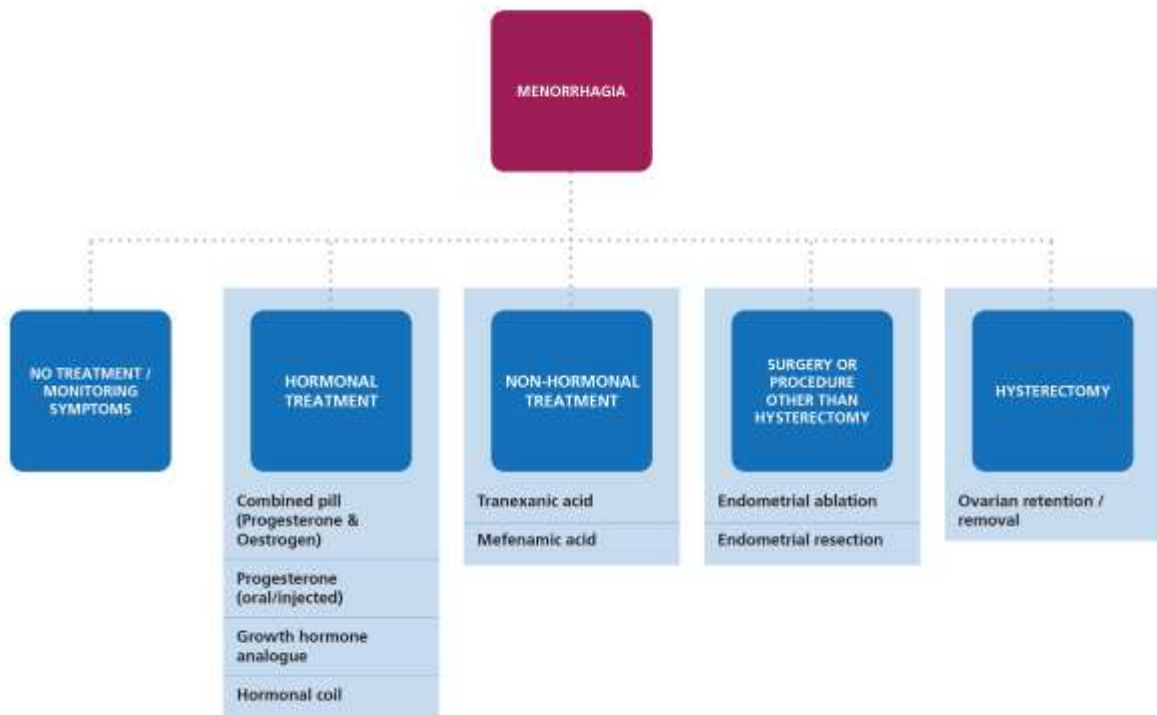 MENORRHAGIA
NO TREATMENT /
MONITORING
SYMPTOMS
HORMONAL
TREATMENT
Combined pill
(Progesterone &
Oestrogen)
Progesterone
(oral/injected)
Growth hormone
analogue
Hormonal coil
NON-HORMONAL
TREATMENT
Tranexanic acid
Mefenamic acid
SURGERY OR
PROCEDURE
OTHER THAN
HYSTERECTOMY
Endometrial ablation
Endometrial resection
HYSTERECTOMY
Ovarian retention /
removal